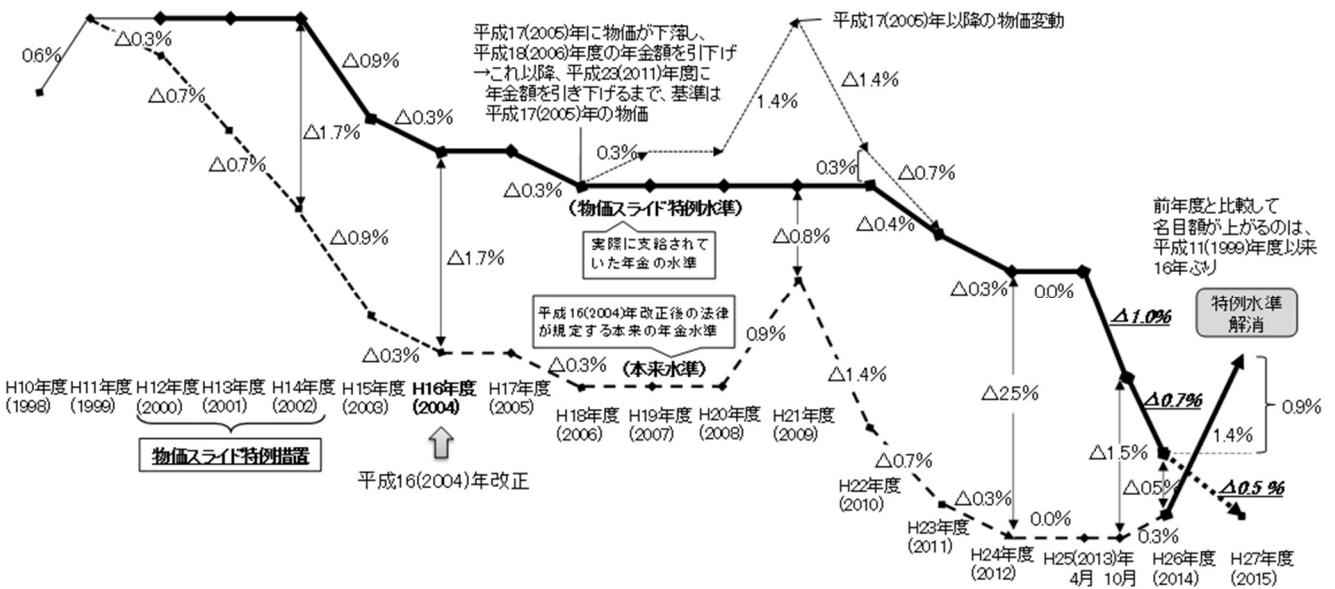 0.6%
△0.3%
△0.7%
△0.7%
△0.9%
△0.3%
△1.7%
△0.9%
△0.3%
△1.7%
△0.3%
平成17(2005)年に物価が下落し、
平成18(2006)年度の年金額を引下げ
→これ以降、平成23(2011)年度に
年金額を引き下げるまで、基準は
平成17(2005)年の物価
平成17(2005)年以降の物価変動
0.3%
1.4%
△1.4%
0.3%
△0.7%
△0.4%
(物価スライド特例水準)
実際に支給されて
いた年金の水準
△0.8%
平成16(2004)年改正後の法律
が規定する本来の年金水準
(本来水準)
△0.3%
0.9%
△1.4%
△0.7%
△0.3%
△0.3%
0.0%
△2.5%
0.0%
△1.0%
△0.7%
△1.5%
△0.5%
0.3%
△0.5%
1.4%
0.9%
前年度と比較して
名目額が上がるのは、
平成11(1999)年度以来
16年ぶり
特例水準
解消
H10年度
(1998)
H11年度
(1999)
H12年度
(2000)
H13年度
(2001)
H14年度
(2002)
H15年度
(2003)
H16年度
(2004)
H17年度
(2005)
H18年度
(2006)
H19年度
(2007)
H20年度
(2008)
H21年度
(2009)
H22年度
(2010)
H23年度
(2011)
H24年度
(2012)
H25(2013)年
4月 10月
H26年度
(2014)
H27年度
(2015)
物価スライド特例措置
平成16(2004)年改正